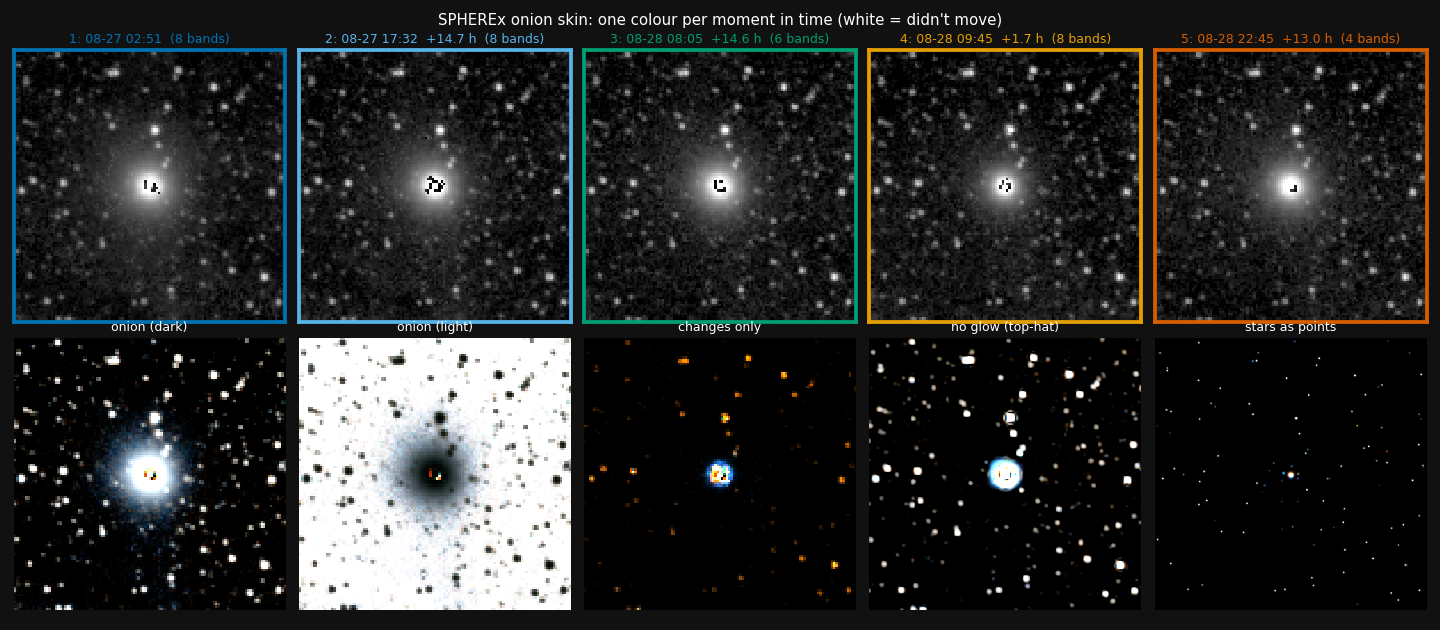 SPHEREx onion skin: one colour per moment in time (white = didn't move)
1: 08-27 02:51  (8 bands)
2: 08-27 17:32  +14.7 h  (8 bands)
3: 08-28 08:05  +14.6 h  (6 bands)
4: 08-28 09:45  +1.7 h  (8 bands)
5: 08-28 22:45  +13.0 h  (4 bands)
onion (dark)
onion (light)
changes only
no glow (top-hat)
stars as points